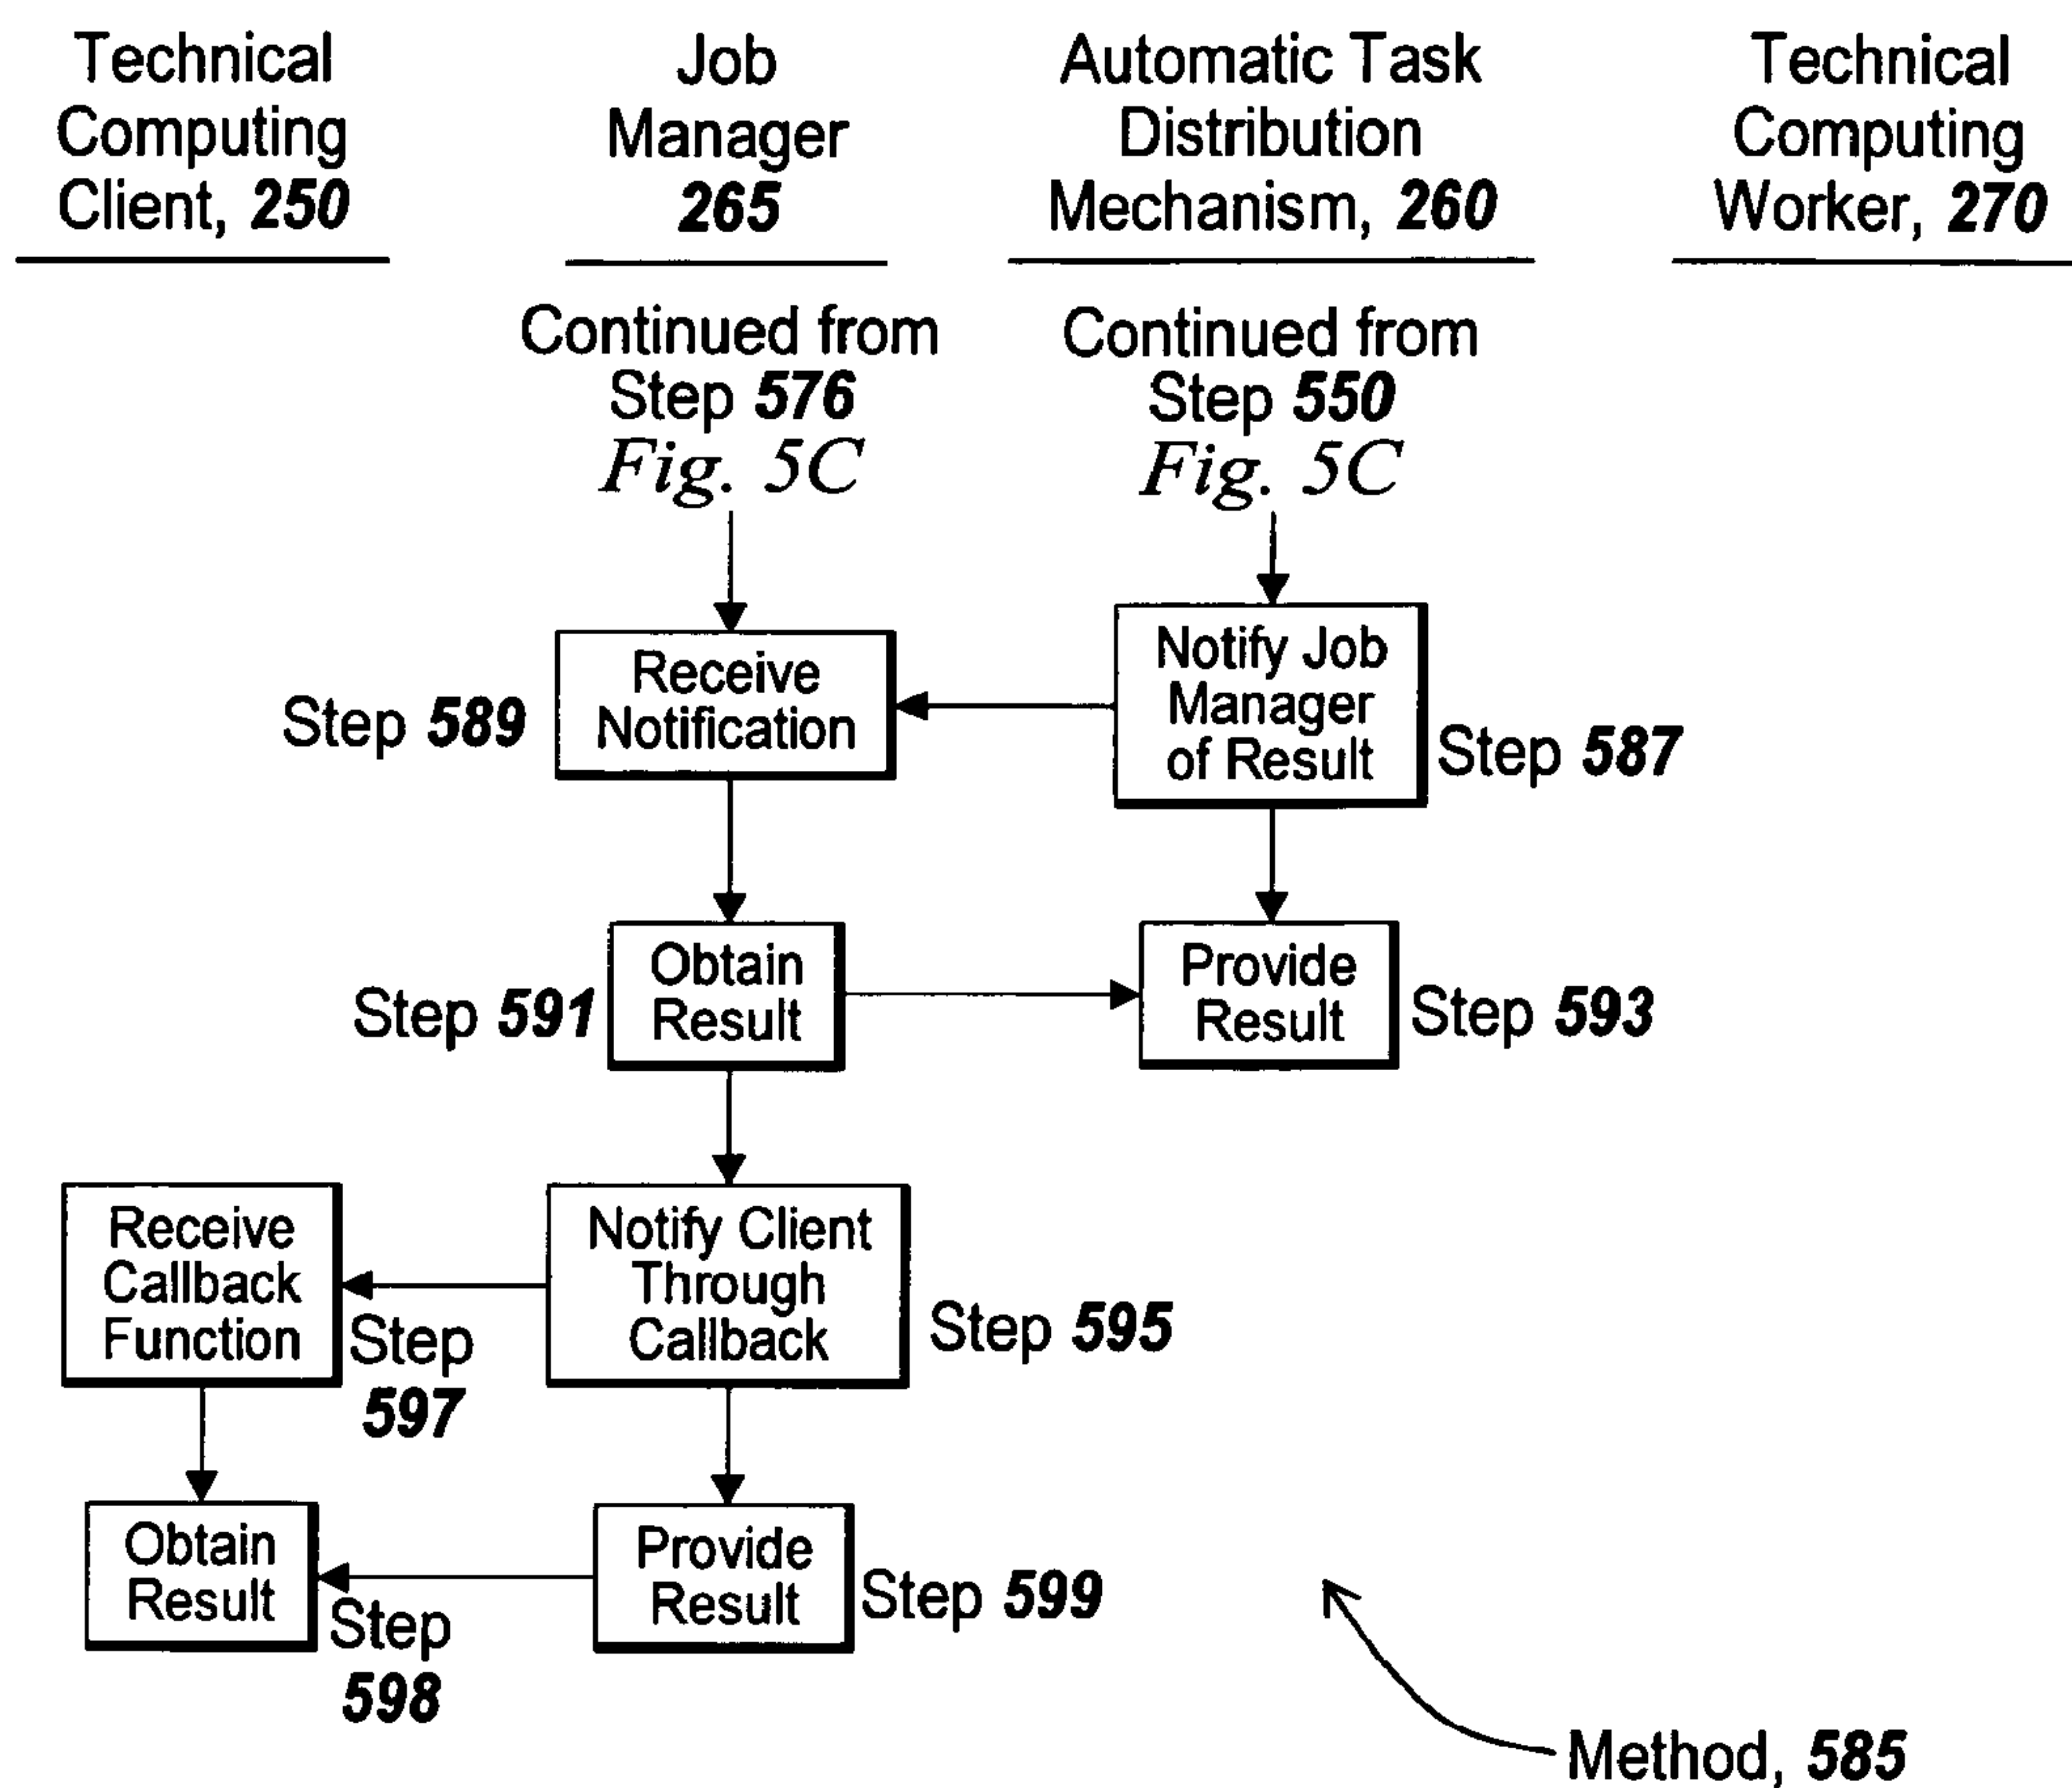 Technical
Computing
Client, 250
Job
Manager
265
Automatic Task
Distribution
Mechanism, 260
Technical
Computing
Worker, 270
Continued from
Step 576
Fig. 5C
Continued from
Step 550
Fig. 5C
Step 589
Receive
Notification
Notify Job
Manager
of Result
Step 587
Step 591
Obtain
Result
Provide
Result
Step 593
Receive
Callback
Function
Step
597
Notify Client
Through
Callback
Step 595
Obtain
Result
Step
598
Provide
Result
Step 599
Method, 585